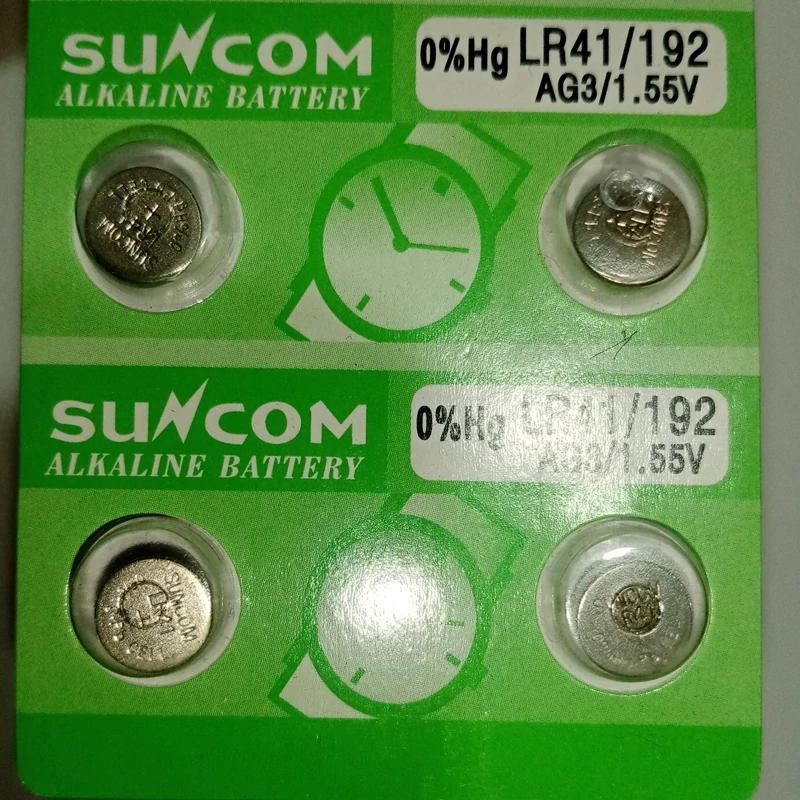 SUNCOM
ALKALINE BATTERY
0%Hg LR41/192
AG3/1.55V
SUNCOM
ALKALINE BATTERY
0%Hg LR41/192
AG3/1.55V
SUNCOM